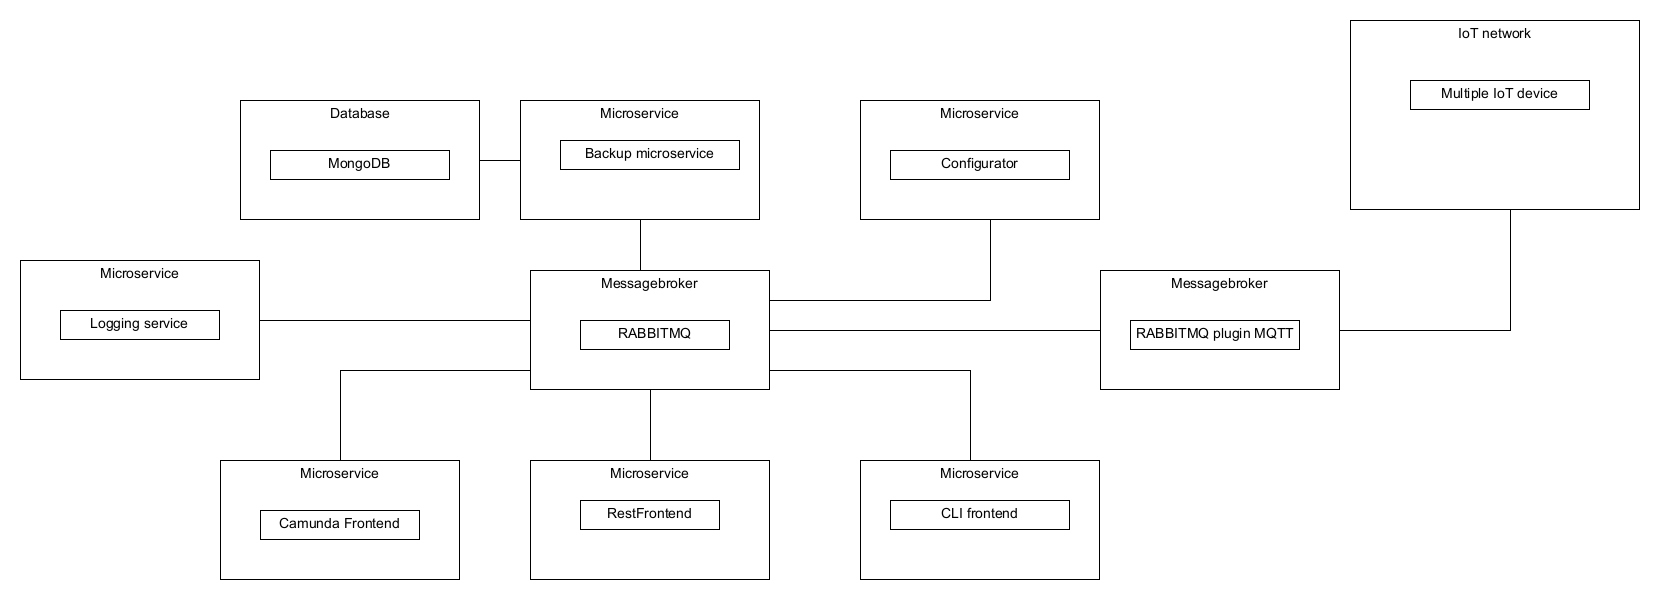 IoT network
Multiple IoT device
Database
MongoDB
Microservice
Backup microservice
Microservice
Configurator
Microservice
Logging service
Messagebroker
RABBITMQ
Messagebroker
RABBITMQ plugin MQTT
Microservice
Camunda Frontend
Microservice
RestFrontend
Microservice
CLI frontend